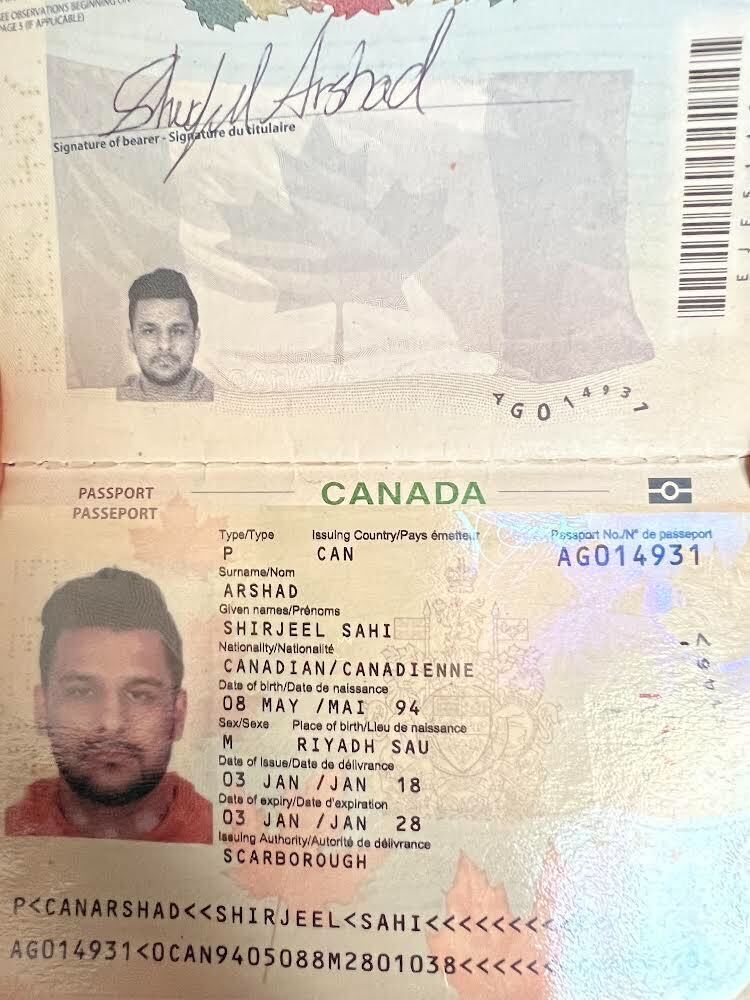 SEE OBSERVATIONS BEGINNING ON
PAGE 5 (IF APPLICABLE)
Shirjeel Arshad
Signature of bearer - Signature du titulaire
CANADA
AG014931
PASSPORT
PASSEPORT
CANADA
Type/Type Issuing Country/Pays émetteur Passport No./N° de passeport
P CAN AG014931
Surname/Nom
ARSHAD
Given names/Prénoms
SHIRJEEL SAHI
Nationality/Nationalité
CANADIAN/CANADIENNE
Date of birth/Date de naissance
08 MAY /MAI 94
Sex/Sexe Place of birth/Lieu de naissance
M RIYADH SAU
Date of issue/Date de délivrance
03 JAN /JAN 18
Date of expiry/Date d'expiration
03 JAN /JAN 28
Issuing Authority/Autorité de délivrance
SCARBOROUGH
P<CANARSHAD<<SHIRJEEL<SAHI<<<<<<<<<
AG014931<0CAN9405088M2801038<<<<<<